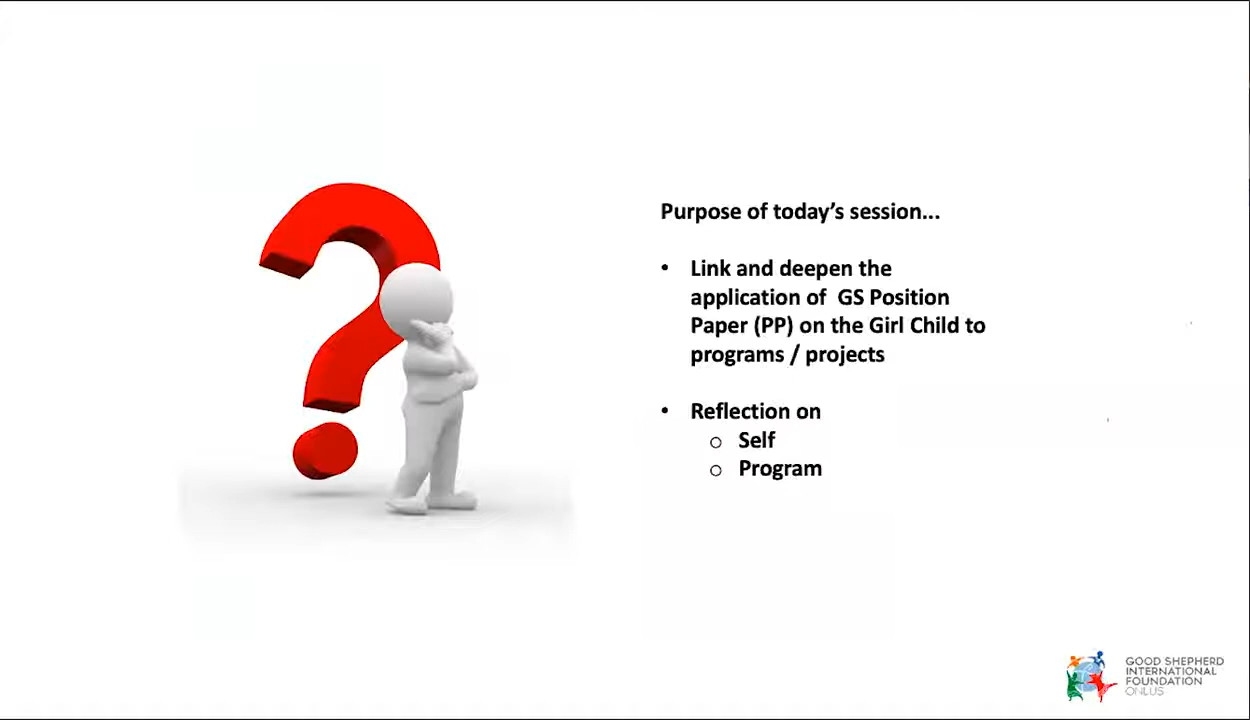 Purpose of today’s session...
• Link and deepen the
application of  GS Position
Paper (PP) on the Girl Child to
programs / projects
• Reflection on
o Self
o Program
GOOD SHEPHERD
INTERNATIONAL
FOUNDATION
ONLUS